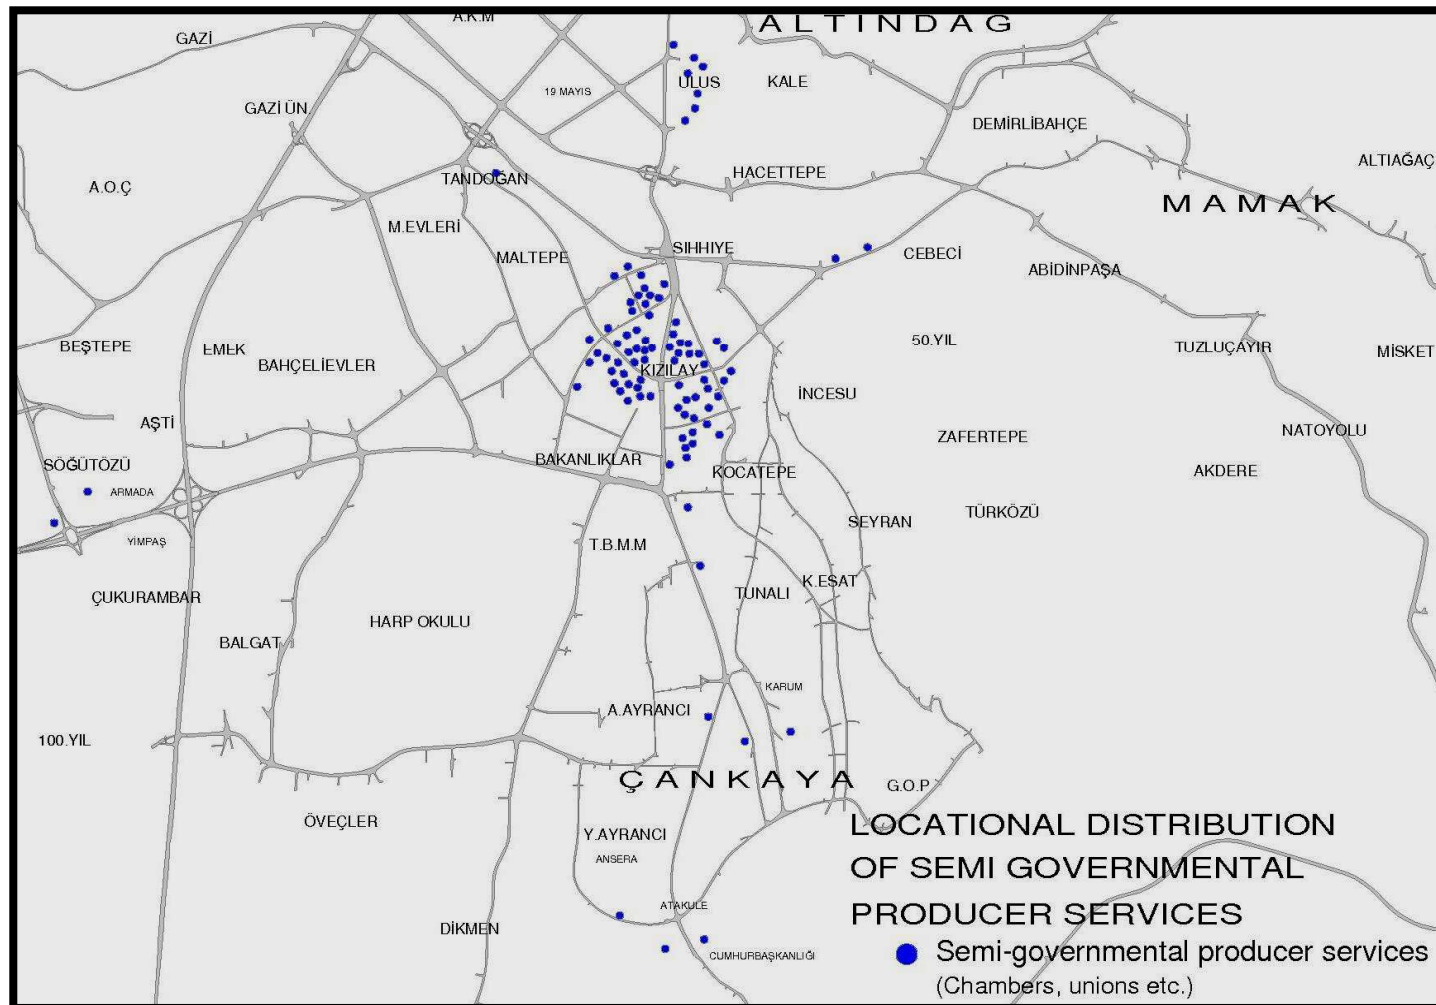 A.K.M
ALTINDAG
GAZİ
ULUS
KALE
19 MAYIS
GAZİ ÜN.
DEMİRLİBAHÇE
ALTIAĞAÇ
HACETTEPE
TANDOĞAN
A.O.Ç
MAMAK
M.EVLERİ
SIHHIYE
MALTEPE
CEBECİ
ABİDİNPAŞA
BEŞTEPE
EMEK
50.YIL
TUZLUÇAYIR
MİSKET
BAHÇELİEVLER
KIZILAY
İNCESU
AŞTİ
ZAFERTEPE
NATOYOLU
SÖĞÜTÖZÜ
BAKANLIKLAR
KOCATEPE
AKDERE
ARMADA
TÜRKÖZÜ
SEYRAN
YİMPAŞ
T.B.M.M
K.ESAT
ÇUKURAMBAR
TUNALI
HARP OKULU
BALGAT
KARUM
A.AYRANCI
100.YIL
ÇANKAYA
G.O.P
ÖVEÇLER
Y.AYRANCI
ANSERA
ATAKULE
DİKMEN
CUMHURBAŞKANLIĞI
LOCATIONAL DISTRIBUTION
OF SEMI GOVERNMENTAL
PRODUCER SERVICES
Semi-governmental producer services
(Chambers, unions etc.)